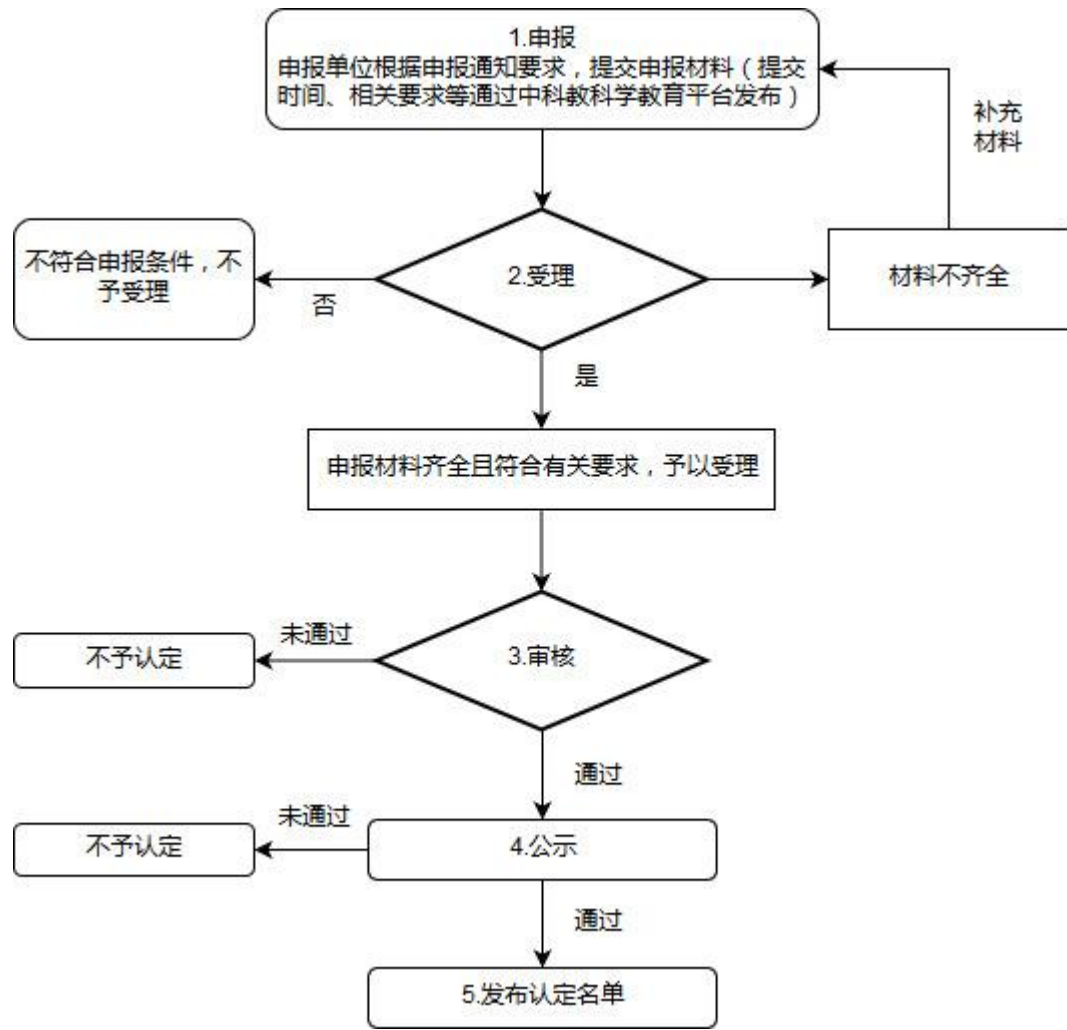 1.申报
申报单位根据申报通知要求，提交申报材料（提交
时间、相关要求等通过中科教科学教育平台发布）
补充
材料
不符合申报条件，不
予受理
否
2.受理
材料不齐全
是
申报材料齐全且符合有关要求，予以受理
不予认定
未通过
3.审核
通过
不予认定
未通过
4.公示
通过
5.发布认定名单